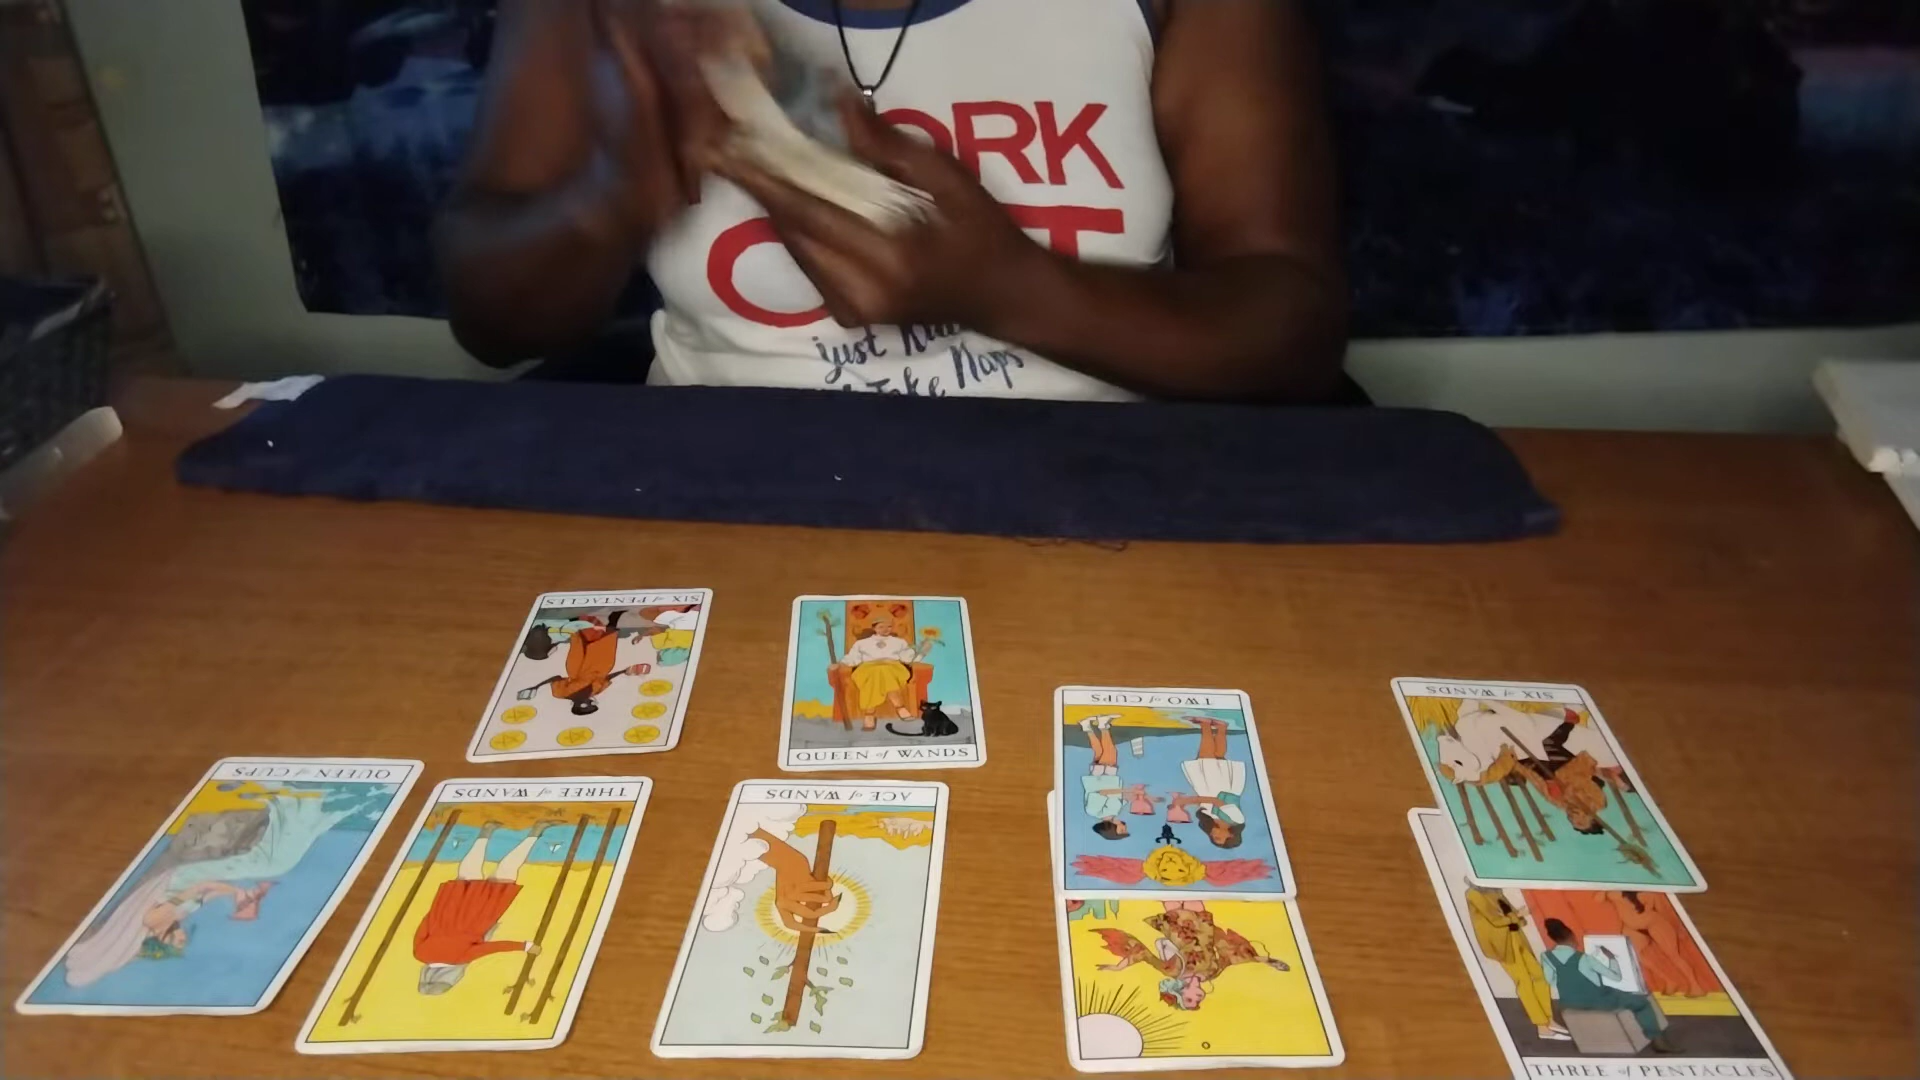 ORK
just
Naps
Take
SIX of PENTACLES
QUEEN of WANDS
TWO of CUPS
SIX of WANDS
QUEEN of CUPS
THREE of WANDS
ACE of WANDS
0
THREE of PENTACLES